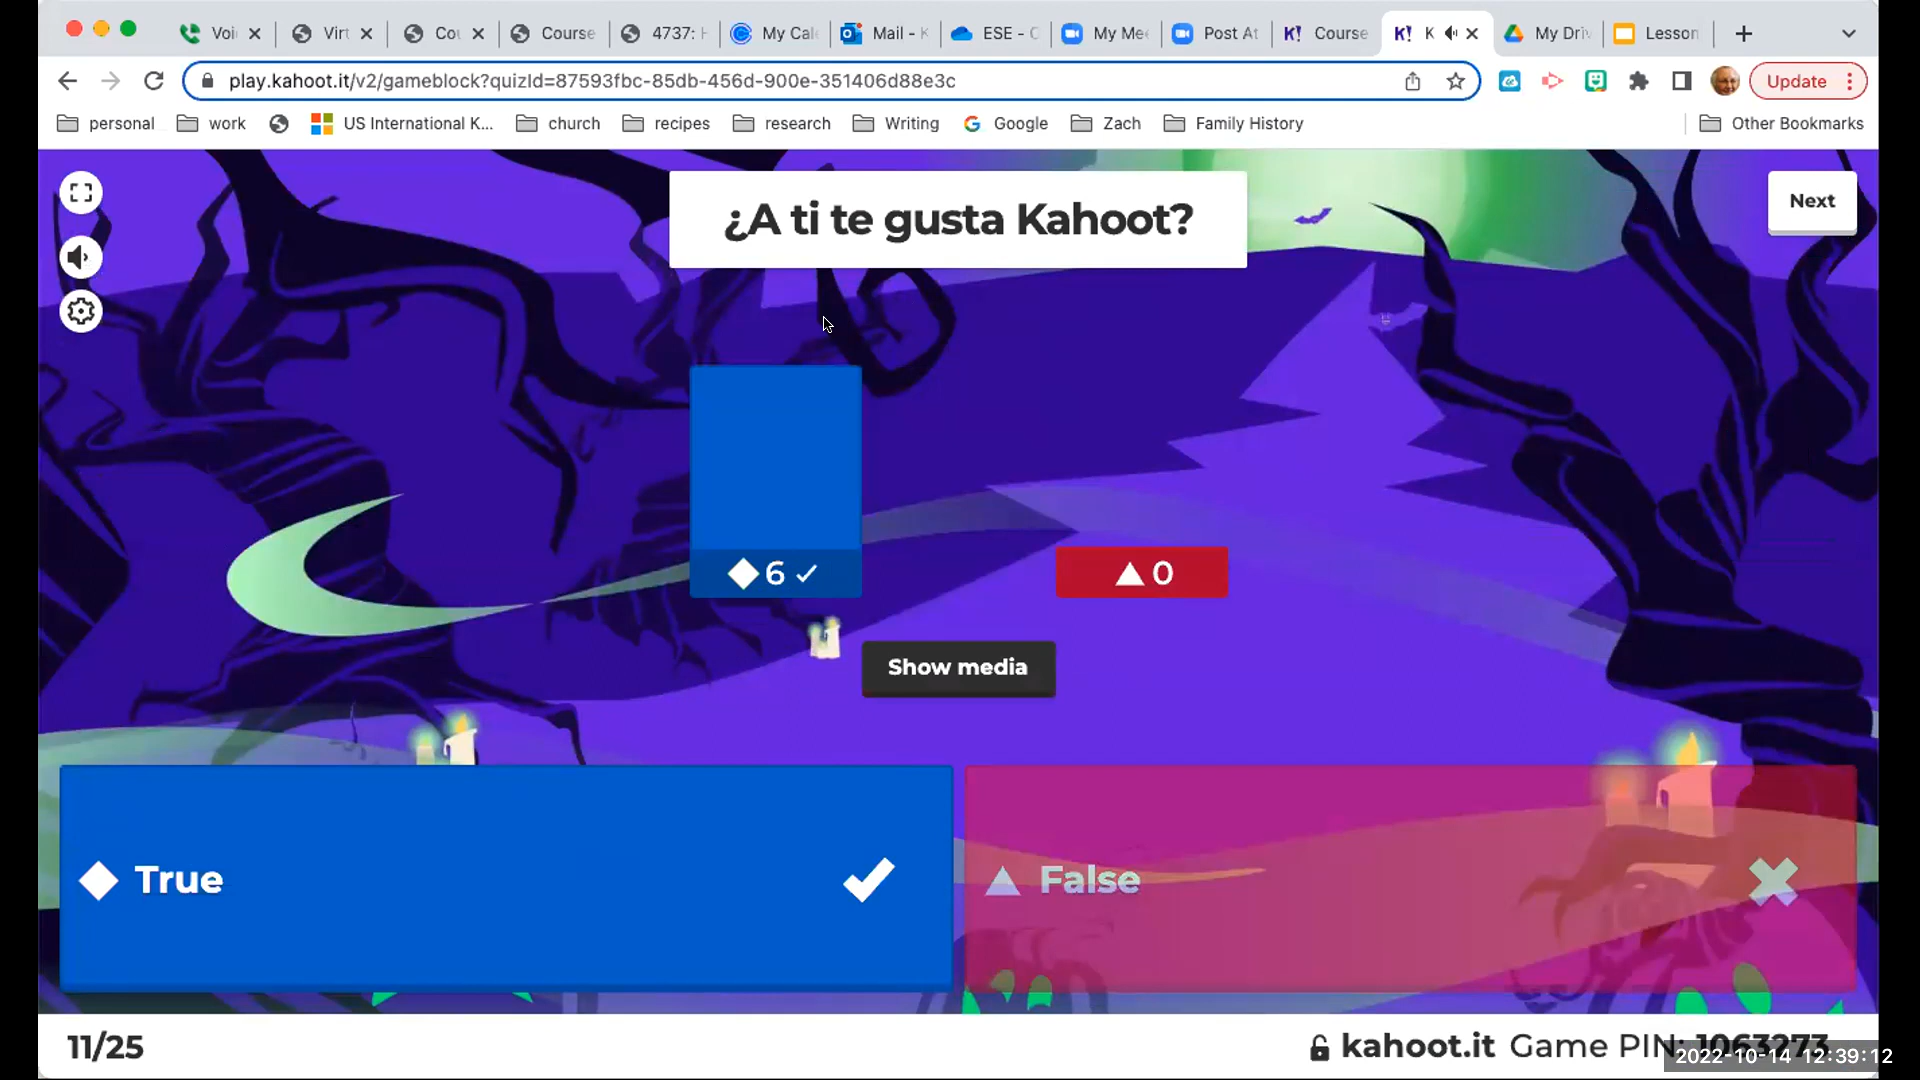 Voi
Virt
Cou
Course
4737: H
My Cal
Mail - K
ESE - C
My Me
Post At
K! Course
K! K
My Driv
Lesson
play.kahoot.it/v2/gameblock?quizId=87593fbc-85db-456d-900e-351406d88e3c
Update
personal
work
US International K...
church
recipes
research
Writing
Google
Zach
Family History
Other Bookmarks
¿A ti te gusta Kahoot?
Next
6
0
Show media
True
False
11/25
kahoot.it Game PIN: 1063273
2022-10-14 12:39:12